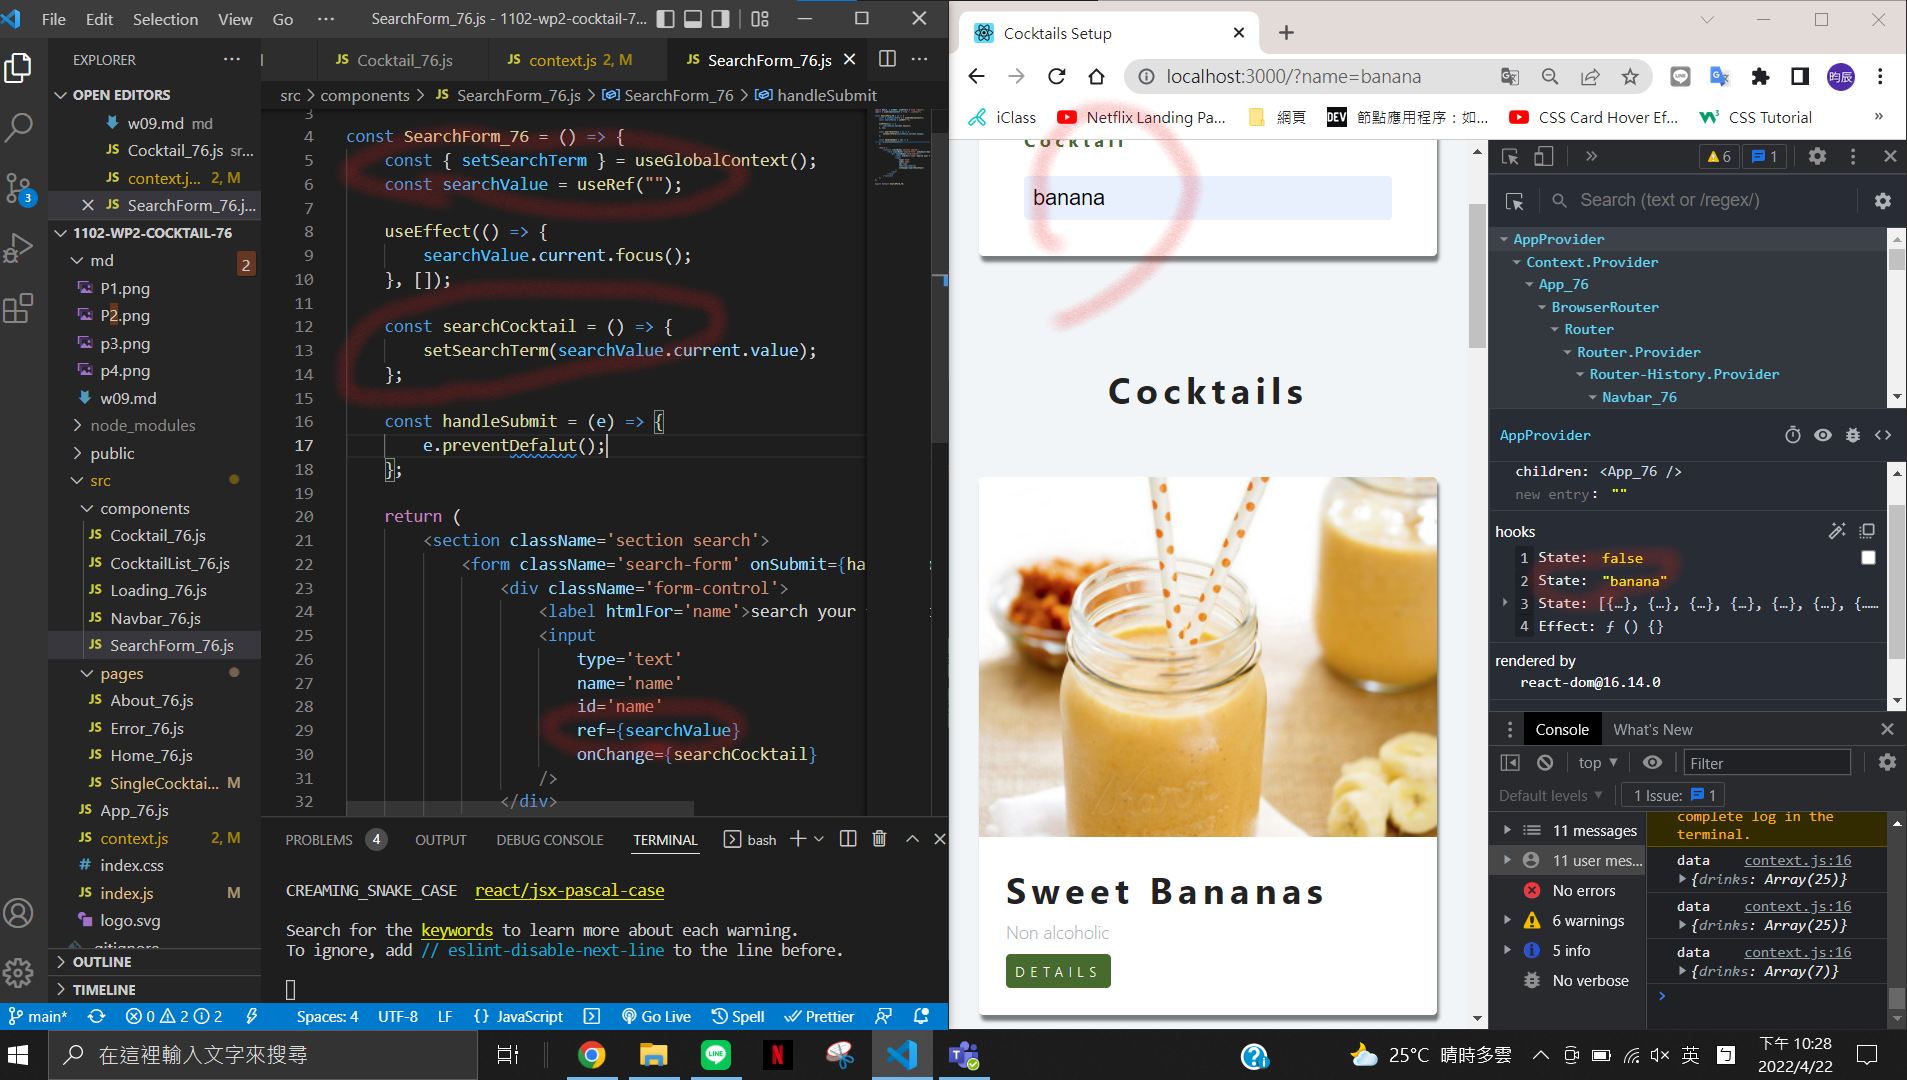 File Edit Selection View Go ··· SearchForm_76.js - 1102-wp2-cocktail-7...
EXPLORER ···
OPEN EDITORS
w09.md md
Cocktail_76.js sr...
context.j... 2, M
SearchForm_76.j...
1102-WP2-COCKTAIL-76
md
2
P1.png
P2.png
p3.png
p4.png
w09.md
node_modules
public
src
components
Cocktail_76.js
CocktailList_76.js
Loading_76.js
Navbar_76.js
SearchForm_76.js
pages
About_76.js
Error_76.js
Home_76.js
SingleCocktai... M
App_76.js
context.js 2, M
index.css
index.js M
logo.svg
.gitignore
OUTLINE
TIMELINE
3
Cocktail_76.js context.js 2, M SearchForm_76.js
src > components > JS SearchForm_76.js > SearchForm_76 > handleSubmit
3
4 const SearchForm_76 = () => {
5 const { setSearchTerm } = useGlobalContext();
6 const searchValue = useRef("");
7
8 useEffect(() => {
9 searchValue.current.focus();
10 }, []);
11
12 const searchCocktail = () => {
13 setSearchTerm(searchValue.current.value);
14 };
15
16 const handleSubmit = (e) => {
17 e.preventDefalut();
18 };
19
20 return (
21 <section className='section search'>
22 <form className='search-form' onSubmit={ha
23 <div className='form-control'>
24 <label htmlFor='name'>search your
25 <input
26 type='text'
27 name='name'
28 id='name'
29 ref={searchValue}
30 onChange={searchCocktail}
31 />
32 </div>
PROBLEMS 4 OUTPUT DEBUG CONSOLE TERMINAL bash
CREAMING_SNAKE_CASE react/jsx-pascal-case
Search for the keywords to learn more about each warning.
To ignore, add // eslint-disable-next-line to the line before.
main* 0 2 2 Spaces: 4 UTF-8 LF {} JavaScript Go Live Spell Prettier
Cocktails Setup
localhost:3000/?name=banana
昀辰
iClass Netflix Landing Pa... 網頁 DEV 節點應用程序：如... CSS Card Hover Ef... CSS Tutorial »
Cocktail
banana
Cocktails
Sweet Bananas
Non alcoholic
DETAILS
» 6 1
Search (text or /regex/)
AppProvider
Context.Provider
App_76
BrowserRouter
Router
Router.Provider
Router-History.Provider
Navbar_76
AppProvider
children: <App_76 />
new entry: ""
hooks
1 State: false
2 State: "banana"
3 State: [{…}, {…}, {…}, {…}, {…}, {…}, {……
4 Effect: ƒ () {}
rendered by
react-dom@16.14.0
Console What's New
top Filter
Default levels 1 Issue: 1
11 messages
11 user mes...
No errors
6 warnings
5 info
No verbose
complete log in the
terminal.
data context.js:16
{drinks: Array(25)}
data context.js:16
{drinks: Array(25)}
data context.js:16
{drinks: Array(7)}
在這裡輸入文字來搜尋
LINE
25°C 晴時多雲
英
下午 10:28
2022/4/22